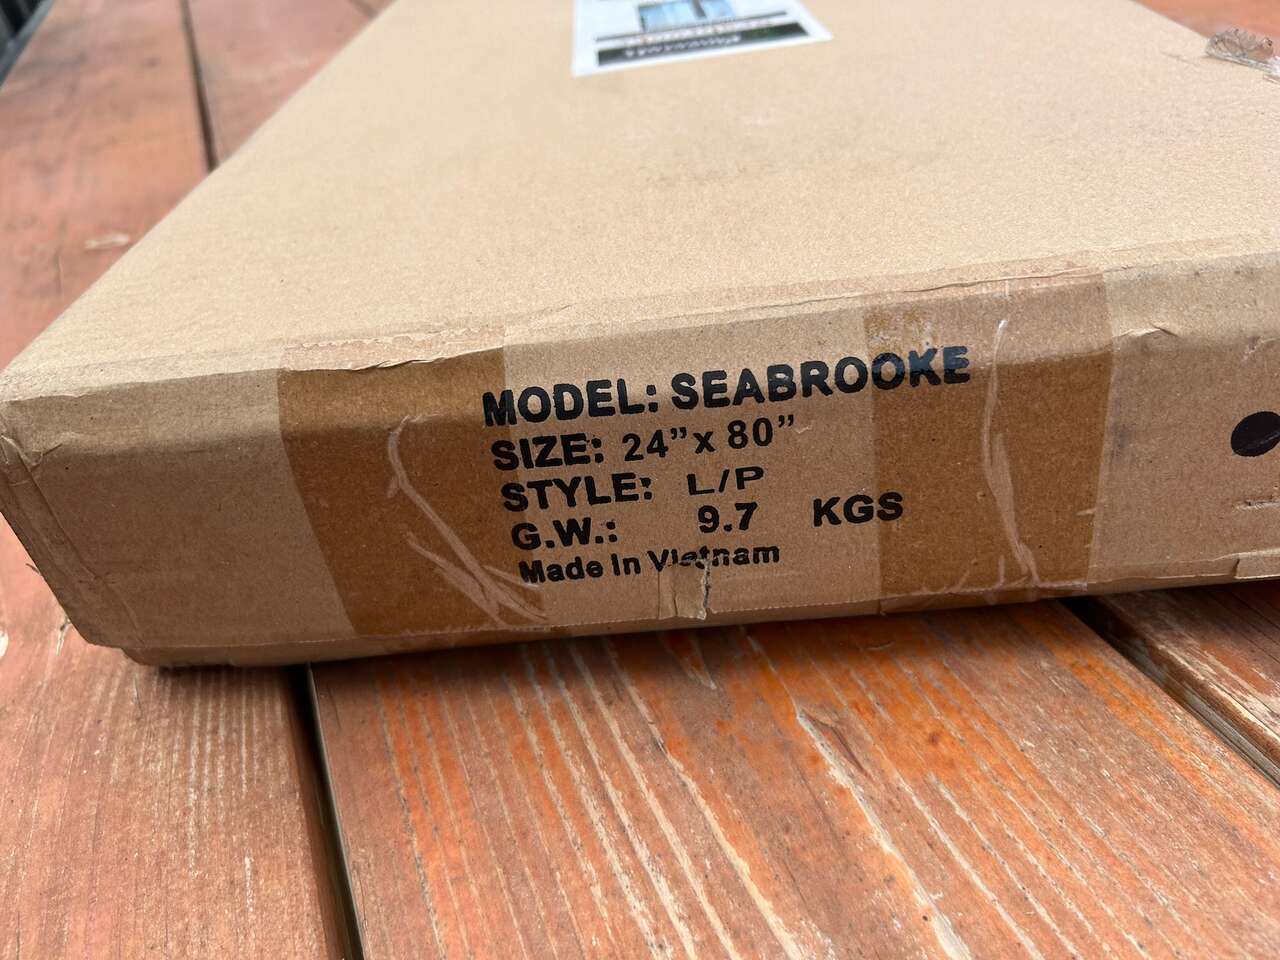 MODEL: SEABROOKE
SIZE: 24”x 80”
STYLE: L/P
G.W.: 9.7 KGS
Made In Vietnam